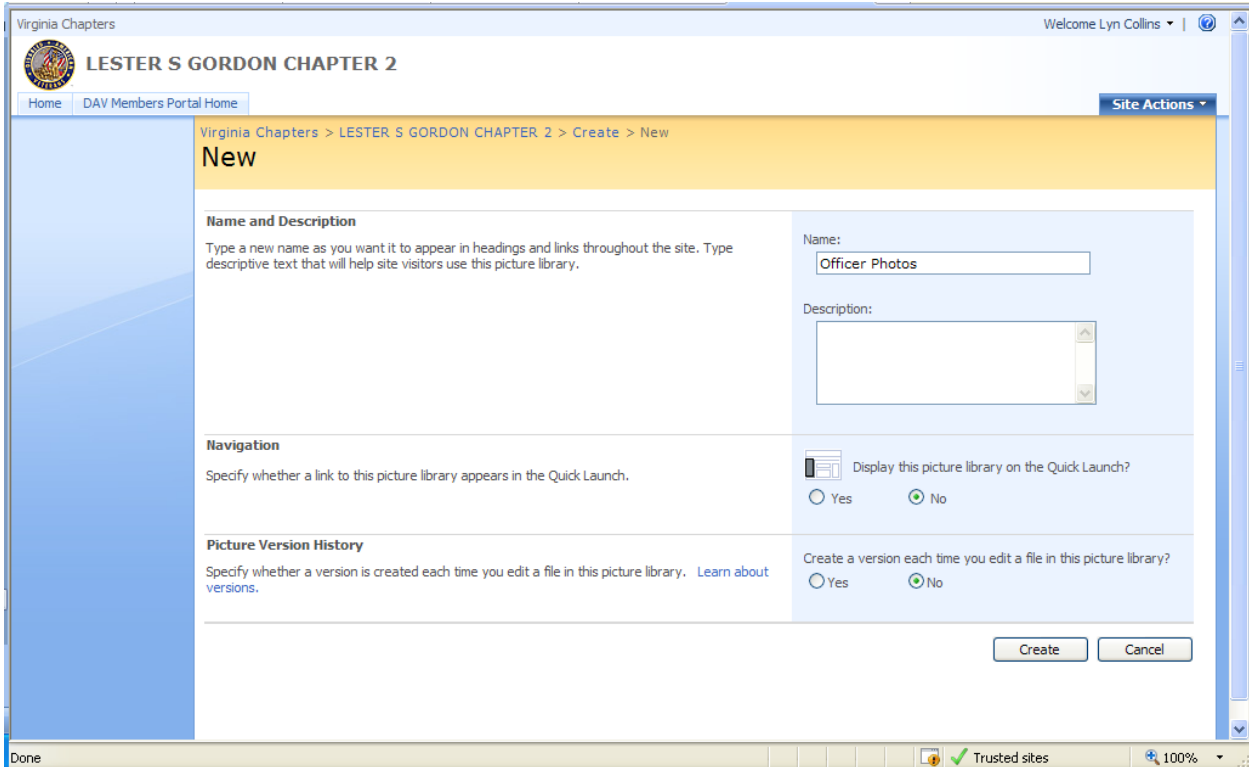 Virginia Chapters
Welcome Lyn Collins
|
LESTER S GORDON CHAPTER 2
Home
DAV Members Portal Home
Site Actions
Virginia Chapters > LESTER S GORDON CHAPTER 2 > Create > New
New
Name and Description
Type a new name as you want it to appear in headings and links throughout the site. Type
descriptive text that will help site visitors use this picture library.
Name:
Officer Photos
Description:
Navigation
Specify whether a link to this picture library appears in the Quick Launch.
Display this picture library on the Quick Launch?
Yes
No
Picture Version History
Specify whether a version is created each time you edit a file in this picture library. Learn about
versions.
Create a version each time you edit a file in this picture library?
Yes
No
Create
Cancel
Done
Trusted sites
100%